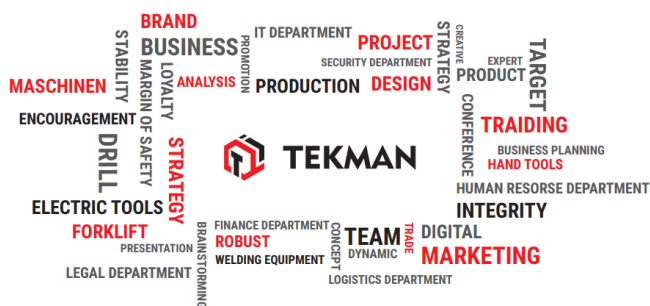 BRAND
BUSINESS
PROMOTION
IT DEPARTMENT
PROJECT
STRATEGY
CREATIVE
EXPERT
TARGET
STABILITY
MARGIN OF SAFETY
LOYALTY
SECURITY DEPARTMENT
PRODUCT
MASCHINEN
ANALYSIS
PRODUCTION
DESIGN
CONFERENCE
ENCOURAGEMENT
TRAIDING
DRILL
STRATEGY
TEKMAN
BUSINESS PLANNING
HAND TOOLS
HUMAN RESORSE DEPARTMENT
ELECTRIC TOOLS
INTEGRITY
FORKLIFT
BRAINSTORMING
FINANCE DEPARTMENT
CONCEPT
TEAM
TRADE
DIGITAL
PRESENTATION
ROBUST
DYNAMIC
MARKETING
WELDING EQUIPMENT
LEGAL DEPARTMENT
LOGISTICS DEPARTMENT